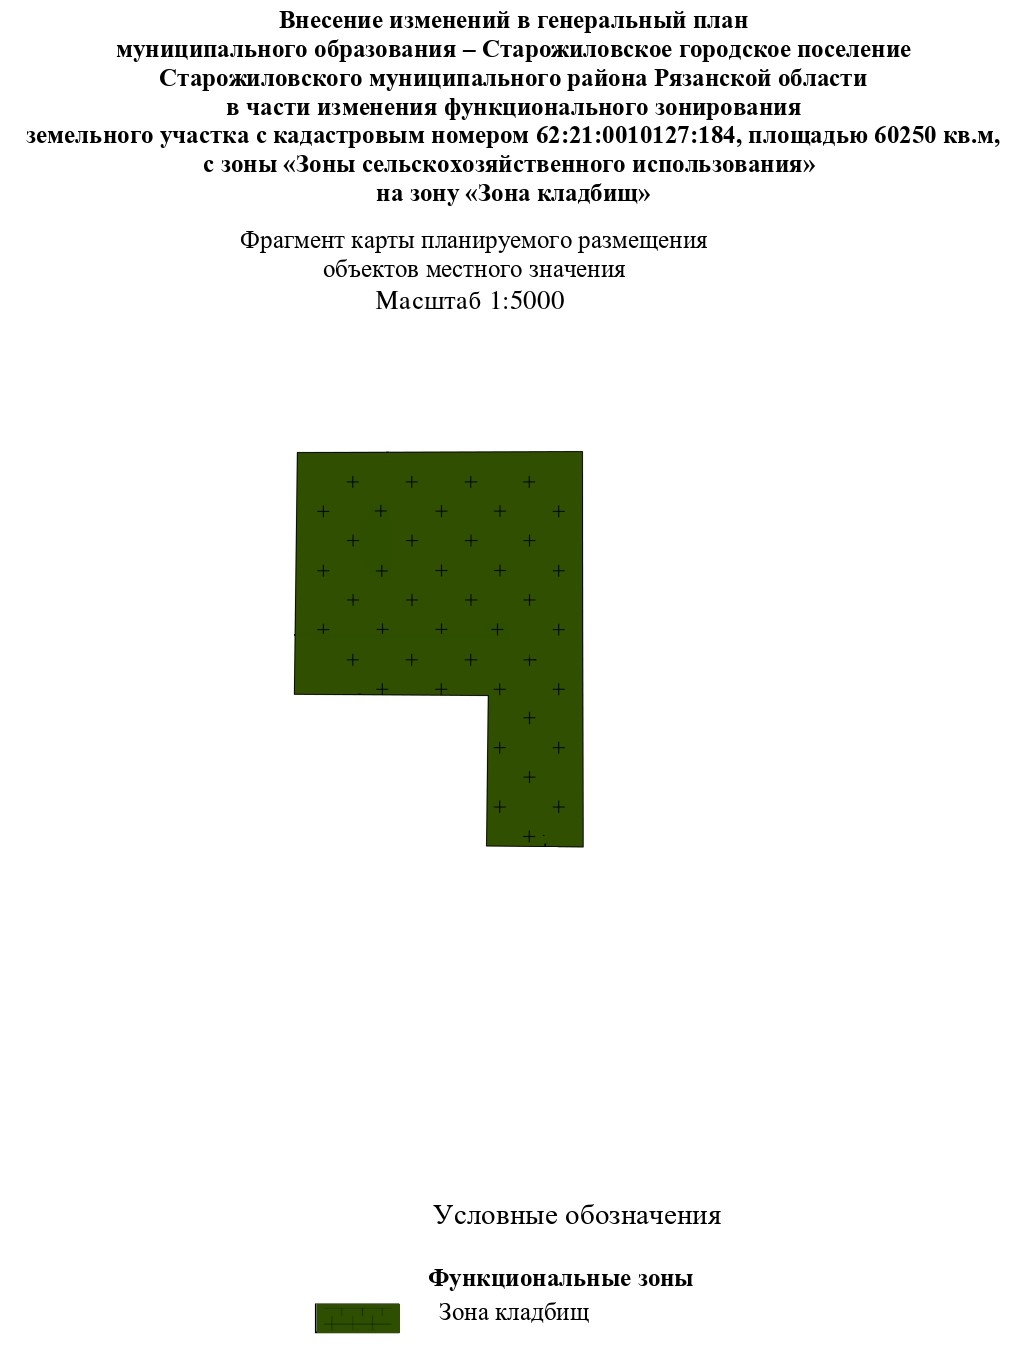 Внесение изменений в генеральный план
муниципального образования – Старожиловское городское поселение
Старожиловского муниципального района Рязанской области
в части изменения функционального зонирования
земельного участка с кадастровым номером 62:21:0010127:184, площадью 60250 кв.м,
с зоны «Зоны сельскохозяйственного использования»
на зону «Зона кладбищ»
Фрагмент карты планируемого размещения
объектов местного значения
Масштаб 1:5000
Условные обозначения
Функциональные зоны
Зона кладбищ